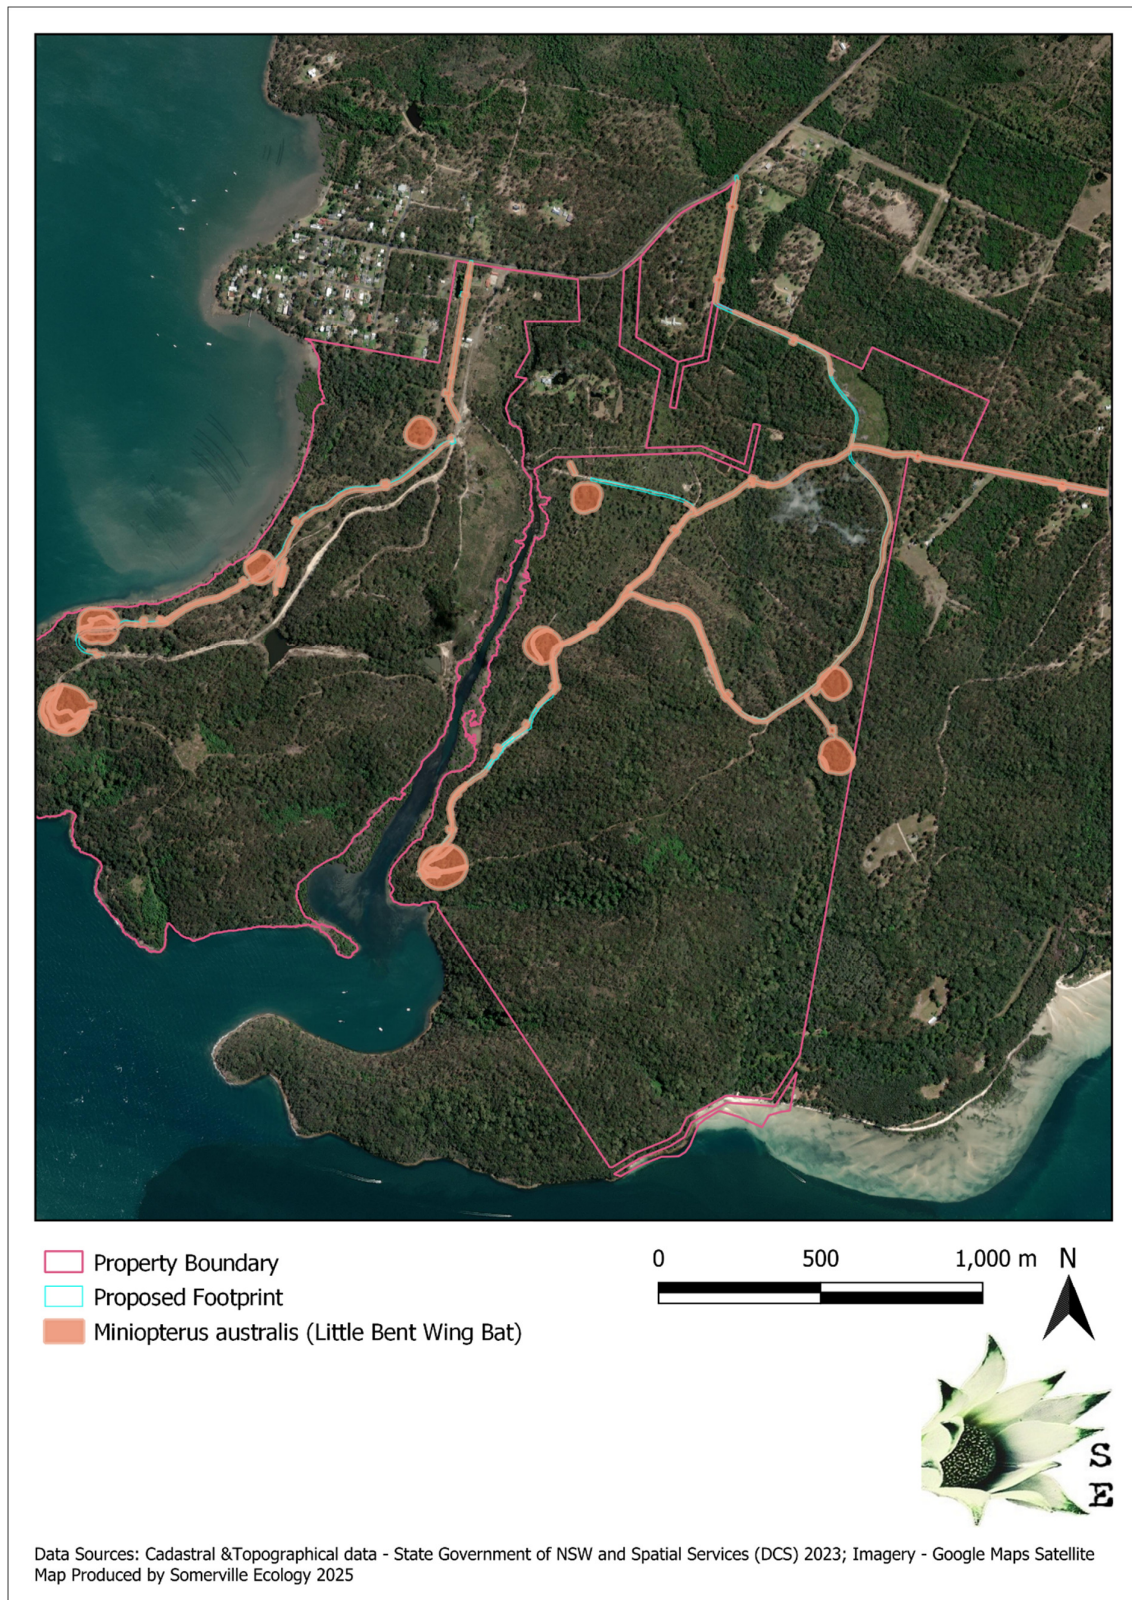 Property Boundary
Proposed Footprint
Miniopterus australis (Little Bent Wing Bat)
0 500 1,000 m
N
S
E
Data Sources: Cadastral &Topographical data - State Government of NSW and Spatial Services (DCS) 2023; Imagery - Google Maps Satellite
Map Produced by Somerville Ecology 2025